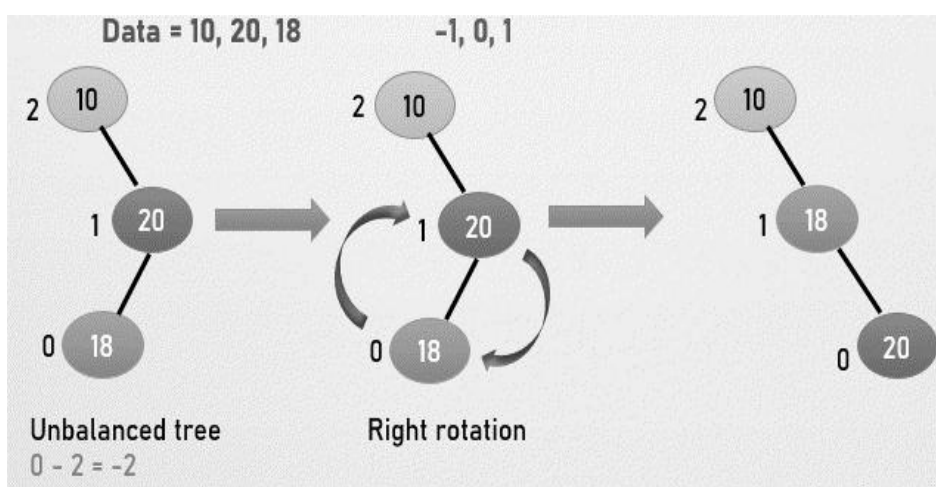 Data = 10, 20, 18 -1, 0, 1
2 10
1 20
0 18
2 10
1 20
0 18
2 10
1 18
0 20
Unbalanced tree
0 - 2 = -2
Right rotation